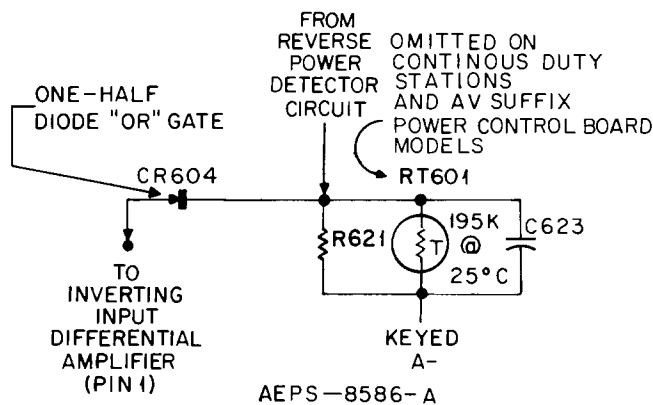 FROM
REVERSE
POWER
DETECTOR
CIRCUIT
OMITTED ON
CONTINOUS DUTY
STATIONS
AND AV SUFFIX
POWER CONTROL BOARD
MODELS
ONE-HALF
DIODE "OR" GATE
CR604
RT601
R621
T
195K
@
25°C
C623
TO
INVERTING
INPUT
DIFFERENTIAL
AMPLIFIER
(PIN 1)
KEYED
A-
AEPS-8586-A